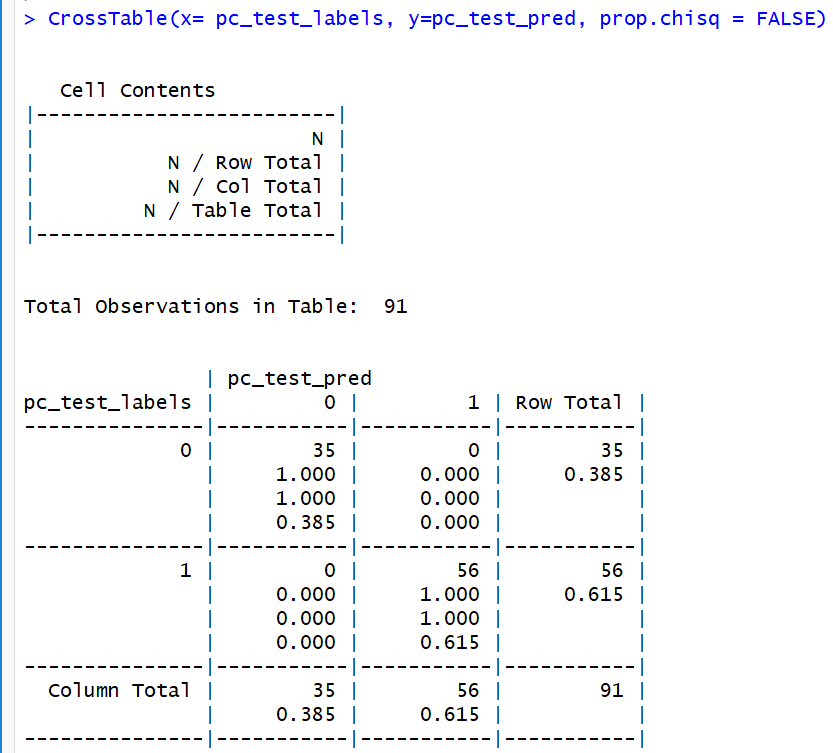 > CrossTable(x= pc_test_labels, y=pc_test_pred, prop.chisq = FALSE)
   Cell Contents
|-------------------------|
|                       N |
|           N / Row Total |
|           N / Col Total |
|         N / Table Total |
|-------------------------|
Total Observations in Table:  91
               | pc_test_pred
pc_test_labels |         0 |         1 | Row Total |
---------------|-----------|-----------|-----------|
             0 |        35 |         0 |        35 |
               |     1.000 |     0.000 |     0.385 |
               |     1.000 |     0.000 |           |
               |     0.385 |     0.000 |           |
---------------|-----------|-----------|-----------|
             1 |         0 |        56 |        56 |
               |     0.000 |     1.000 |     0.615 |
               |     0.000 |     1.000 |           |
               |     0.000 |     0.615 |           |
---------------|-----------|-----------|-----------|
  Column Total |        35 |        56 |        91 |
               |     0.385 |     0.615 |           |
---------------|-----------|-----------|-----------|